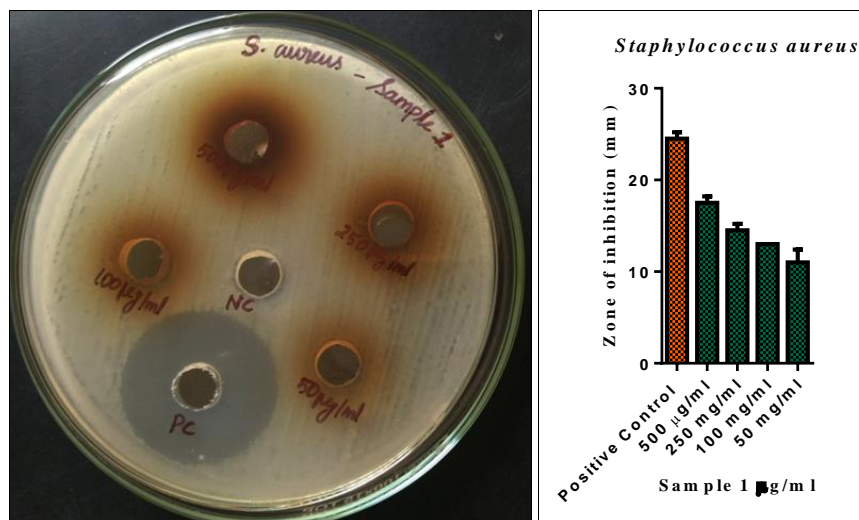 S. aureus - Sample 1
250µg/ml
100µg/ml
NC
50µg/ml
PC
Staphylococcus aureus
Zone of inhibition (mm)
30
20
10
0
Positive Control
500 µg/ml
250 mg/ml
100 mg/ml
50 mg/ml
Sample 1 µg/ml